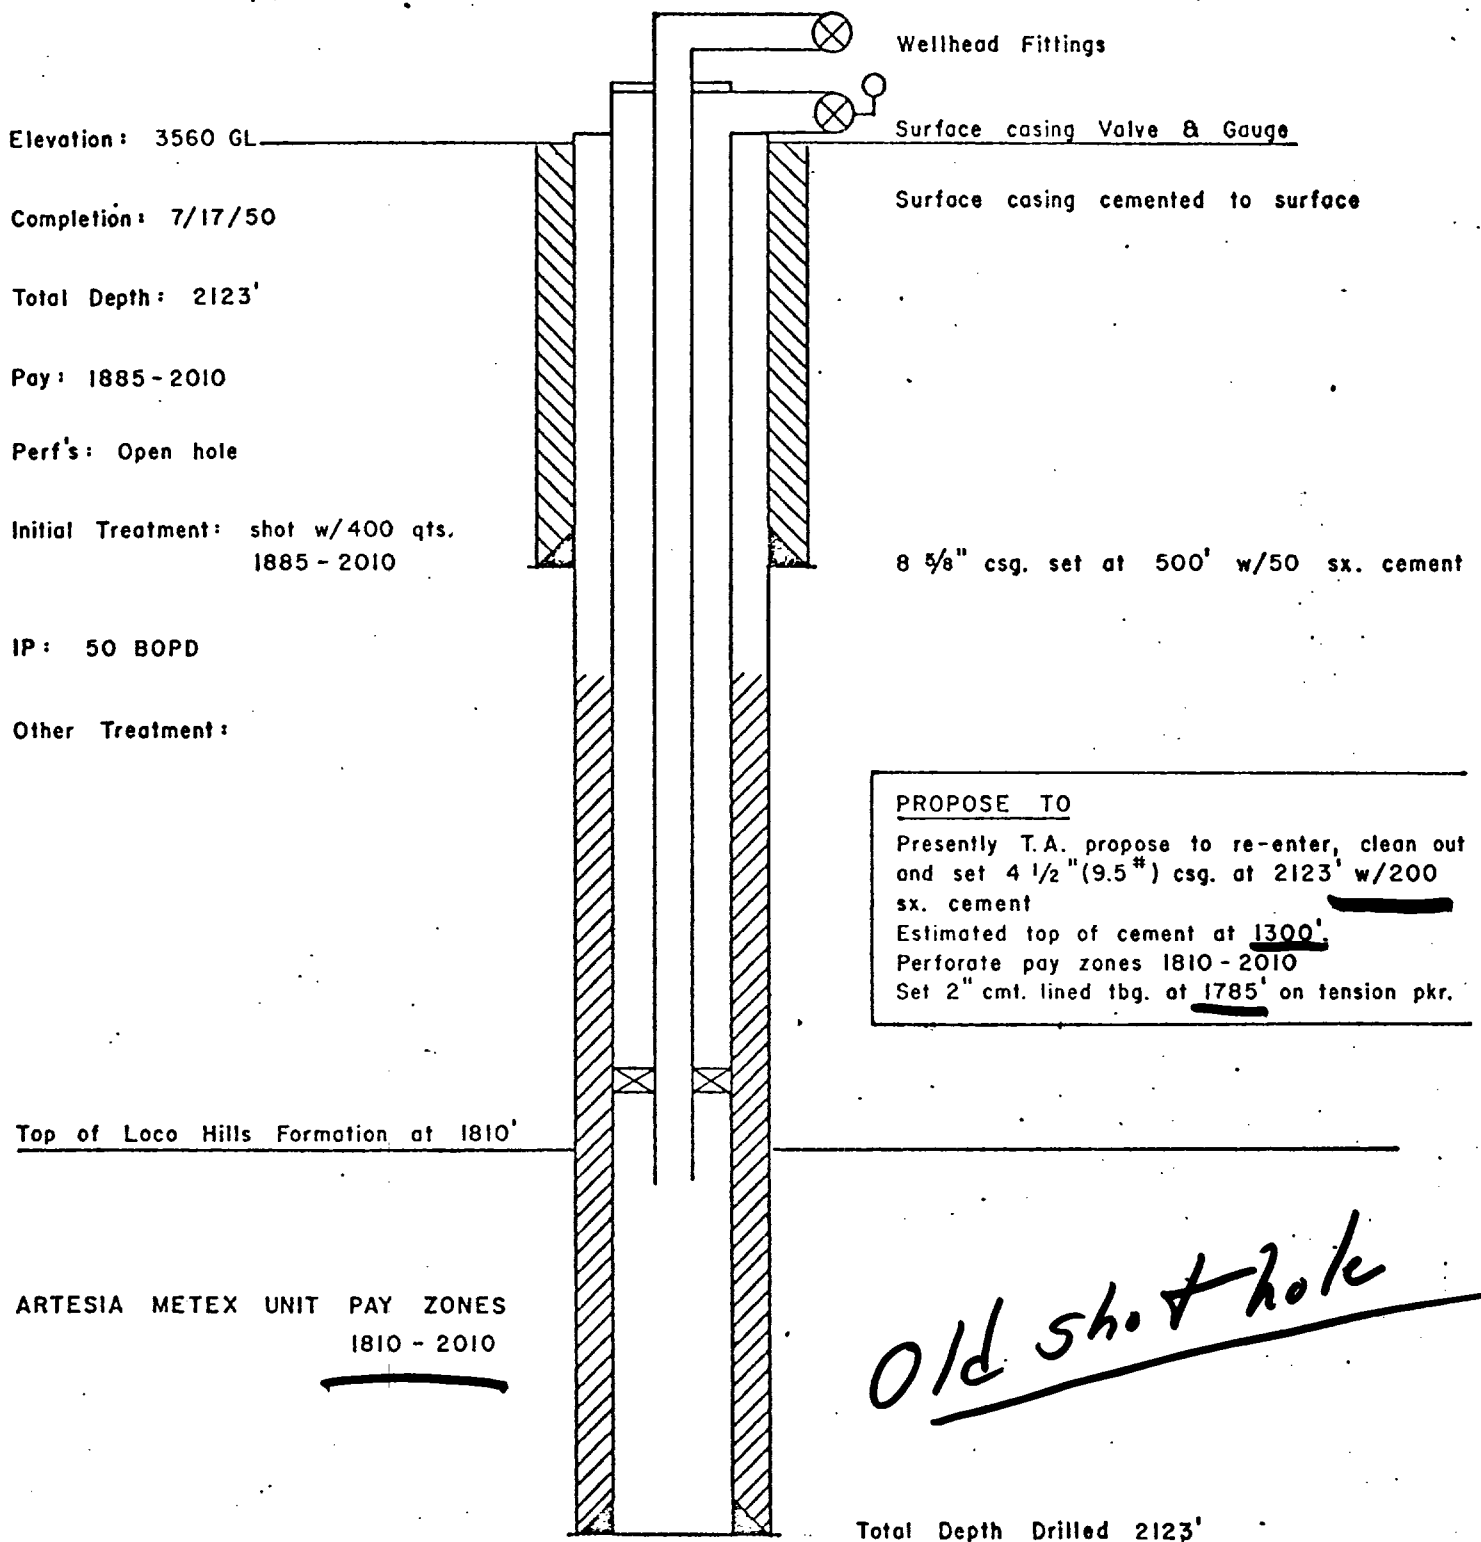 Wellhead Fittings
Elevation: 3560 GL
Surface casing Valve & Gauge
Completion: 7/17/50
Surface casing cemented to surface
Total Depth: 2123'
Pay: 1885-2010
Perf's: Open hole
Initial Treatment: shot w/400 qts.
1885-2010
8 5/8" csg. set at 500' w/50 sx. cement
IP: 50 BOPD
Other Treatment:
PROPOSE TO
Presently T.A. propose to re-enter, clean out
and set 4 1/2"(9.5#) csg. at 2123' w/200
sx. cement
Estimated top of cement at 1300'.
Perforate pay zones 1810-2010
Set 2" cmt. lined tbg. at 1785' on tension pkr.
Top of Loco Hills Formation at 1810'
ARTESIA METEX UNIT PAY ZONES
1810 - 2010
Old shot hole
Total Depth Drilled 2123'